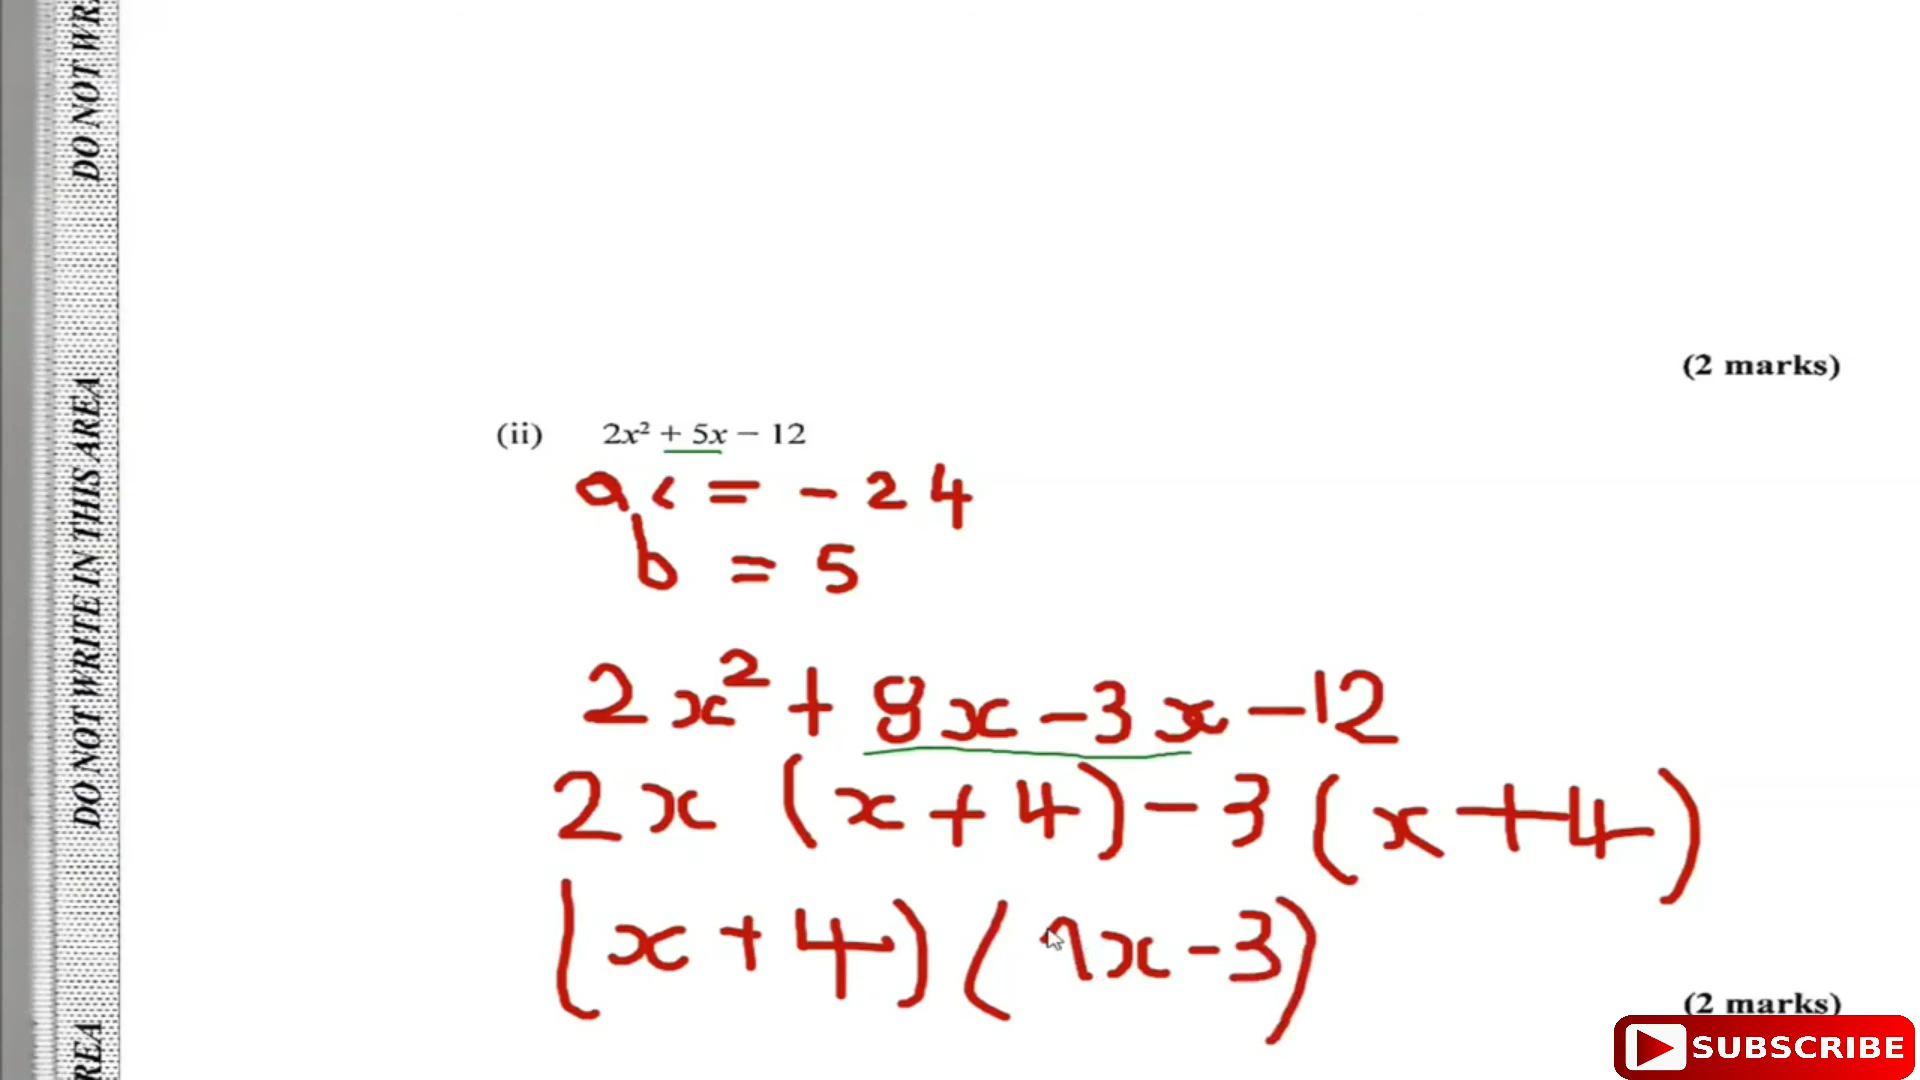 DO NOT WR
DO NOT WRITE IN THIS AREA
REA
(2 marks)
(ii) 2x² + 5x − 12
ac = -24
b = 5
2x² + 8x - 3x - 12
2x (x + 4) - 3 (x + 4)
(x + 4) ( x - 3)
(2 marks)
SUBSCRIBE